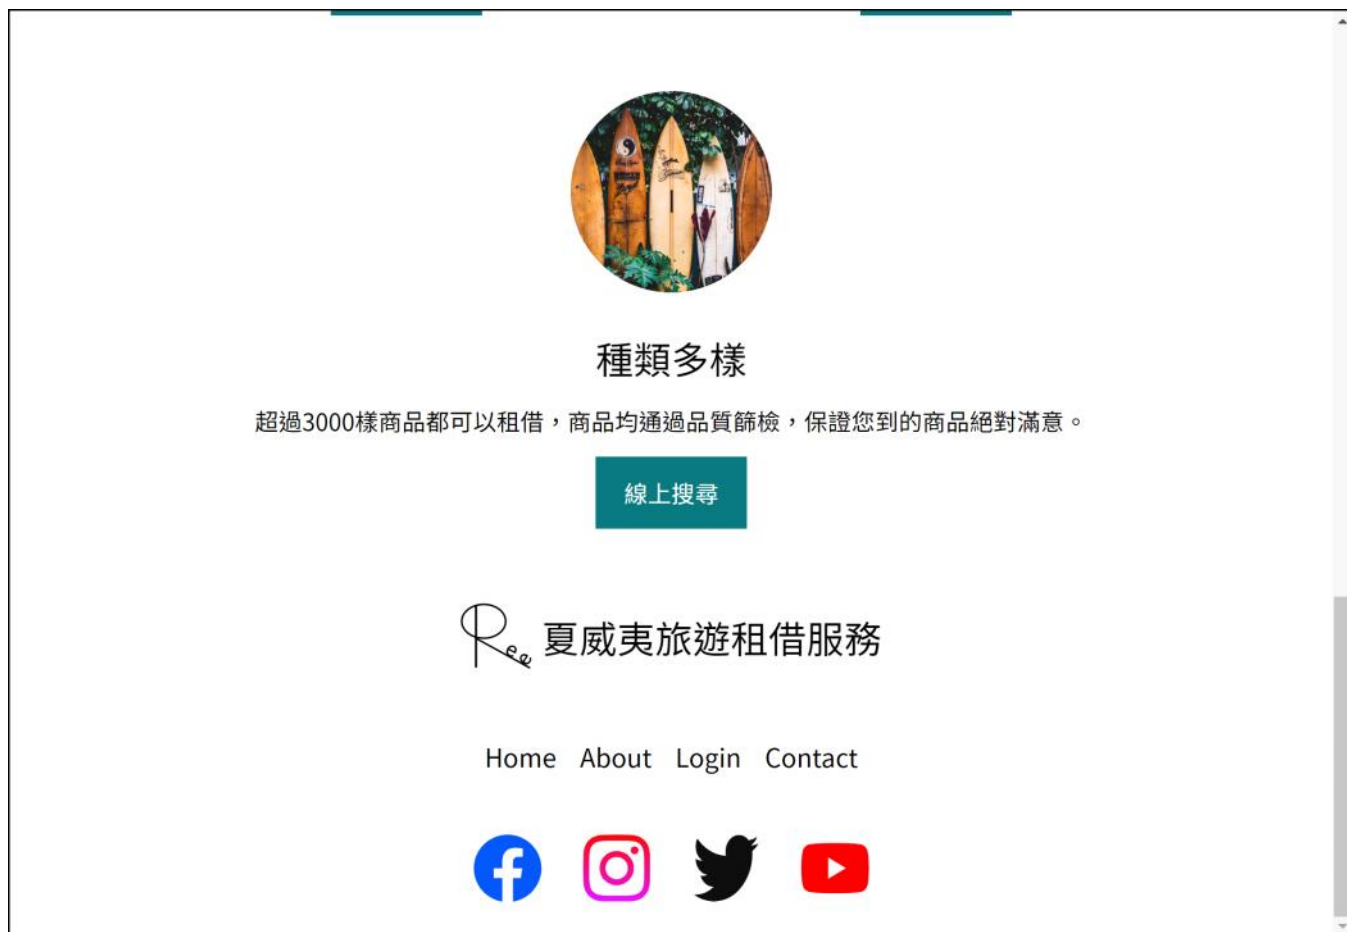 種類多樣
超過3000樣商品都可以租借，商品均通過品質篩檢，保證您到的商品絕對滿意。
線上搜尋
Ree 夏威夷旅遊租借服務
Home About Login Contact